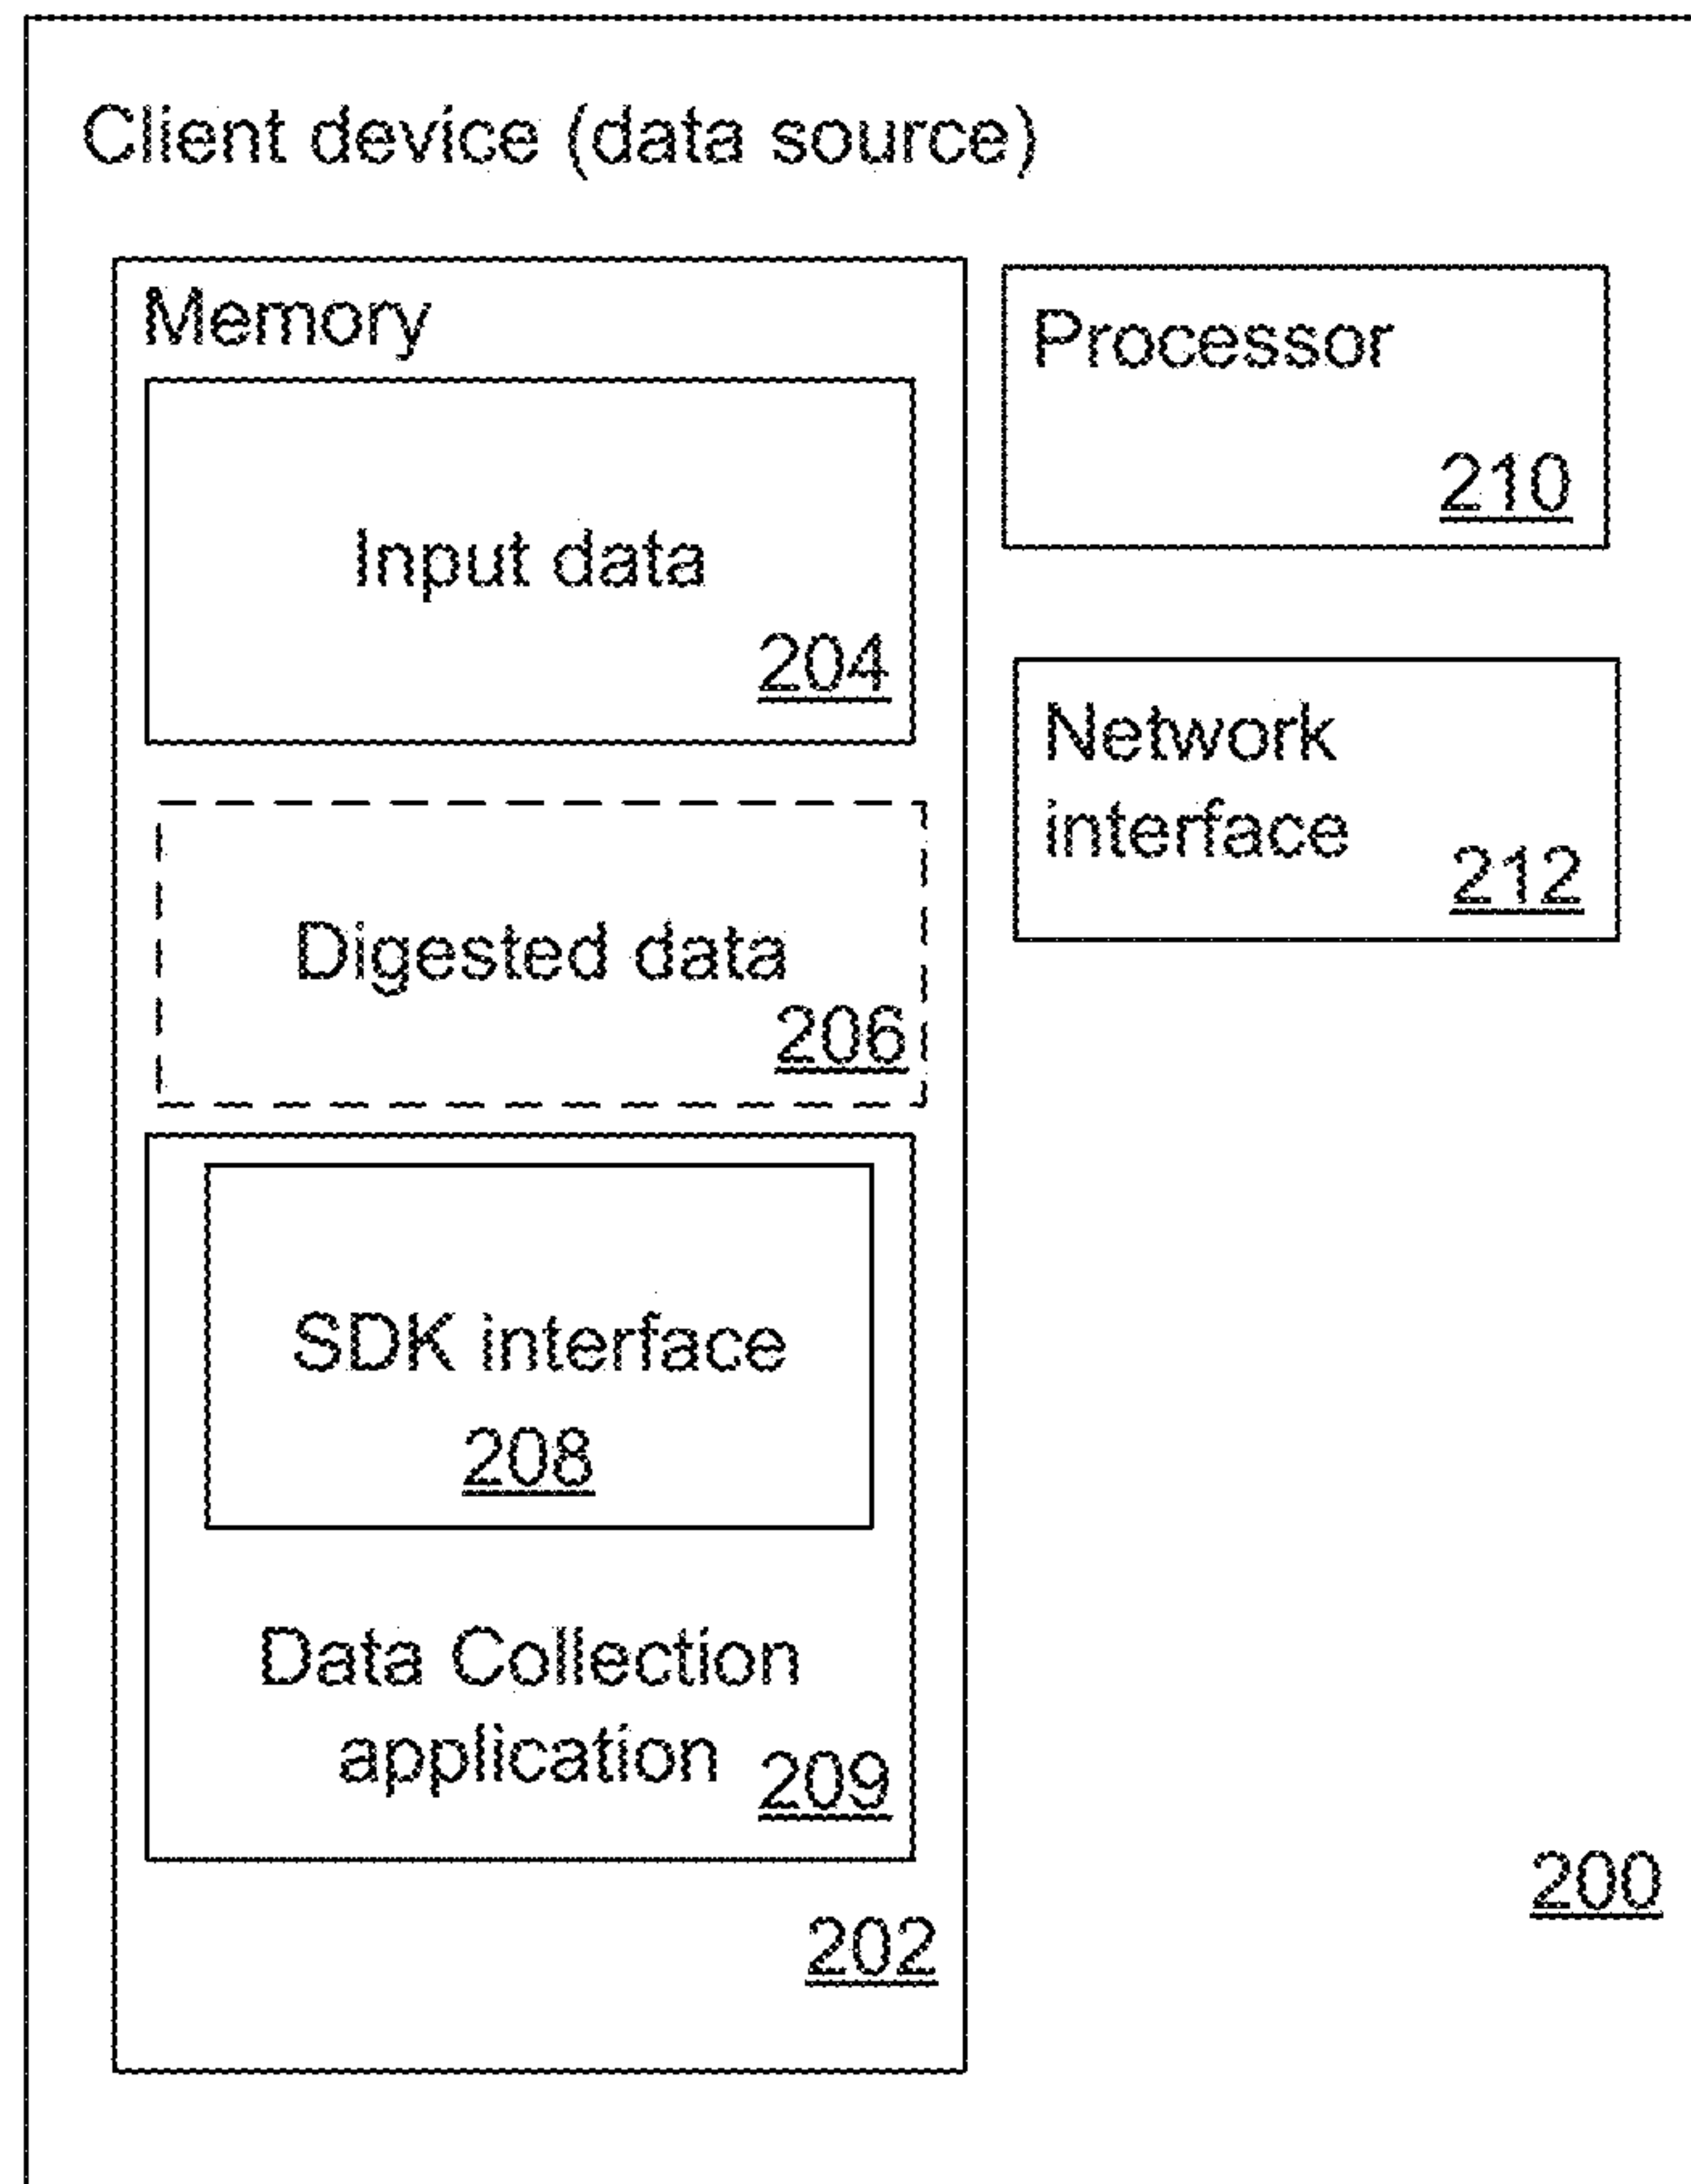 Client device (data source)
Memory
Input data
204
Digested data
206
SDK interface
208
Data Collection
application
209
202
Processor
210
Network
interface
212
200